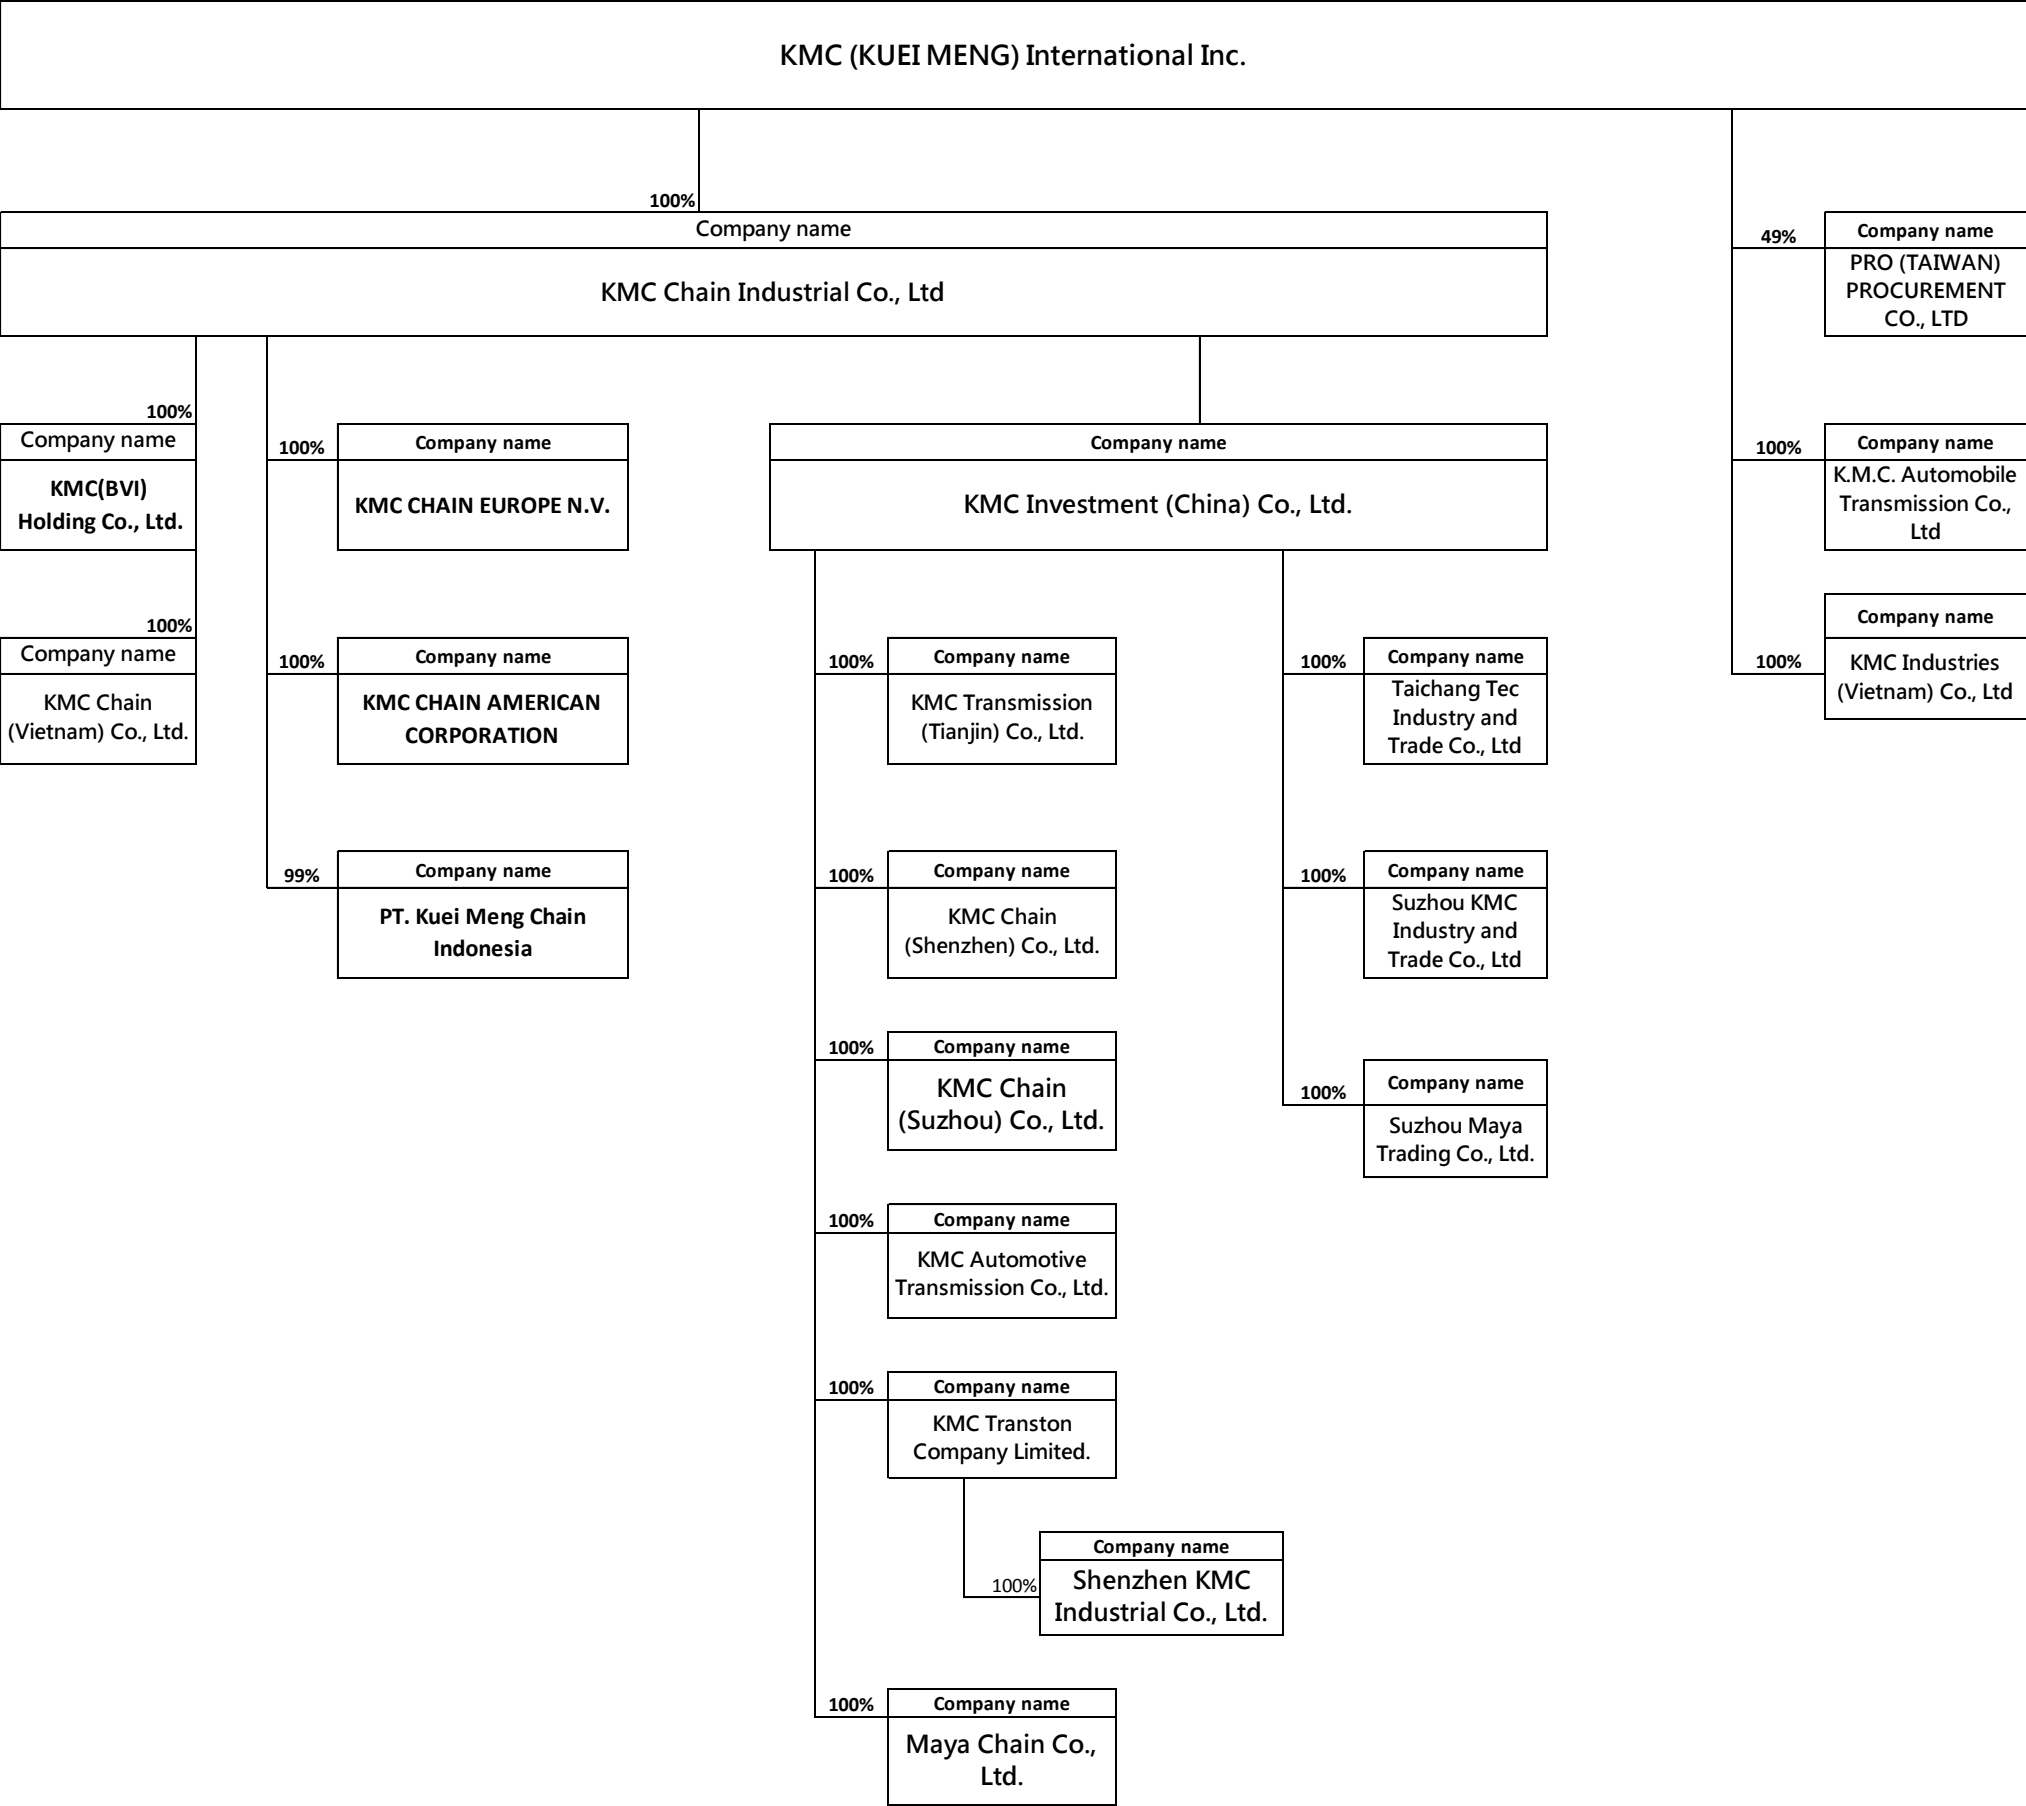 KMC (KUEI MENG) International Inc.
100%
Company name
KMC Chain Industrial Co., Ltd
49%
Company name
PRO (TAIWAN)
PROCUREMENT
CO., LTD
100%
Company name
KMC(BVI)
Holding Co., Ltd.
100%
Company name
KMC CHAIN EUROPE N.V.
Company name
KMC Investment (China) Co., Ltd.
100%
Company name
K.M.C. Automobile
Transmission Co.,
Ltd
100%
Company name
KMC Chain
(Vietnam) Co., Ltd.
100%
Company name
KMC CHAIN AMERICAN
CORPORATION
100%
Company name
KMC Transmission
(Tianjin) Co., Ltd.
100%
Company name
Taichang Tec
Industry and
Trade Co., Ltd
100%
Company name
KMC Industries
(Vietnam) Co., Ltd
99%
Company name
PT. Kuei Meng Chain
Indonesia
100%
Company name
KMC Chain
(Shenzhen) Co., Ltd.
100%
Company name
Suzhou KMC
Industry and
Trade Co., Ltd
100%
Company name
KMC Chain
(Suzhou) Co., Ltd.
100%
Company name
Suzhou Maya
Trading Co., Ltd.
100%
Company name
KMC Automotive
Transmission Co., Ltd.
100%
Company name
KMC Transton
Company Limited.
100%
Company name
Shenzhen KMC
Industrial Co., Ltd.
100%
Company name
Maya Chain Co.,
Ltd.